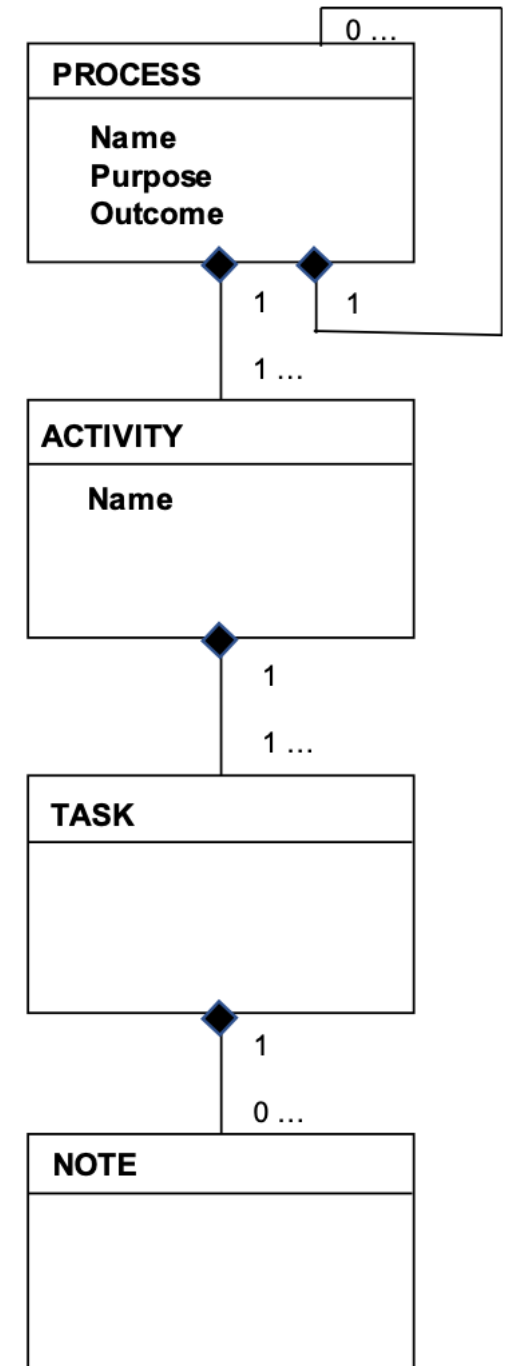 0 ...
PROCESS
Name
Purpose
Outcome
1
1
1 ...
ACTIVITY
Name
1
1 ...
TASK
1
0 ...
NOTE